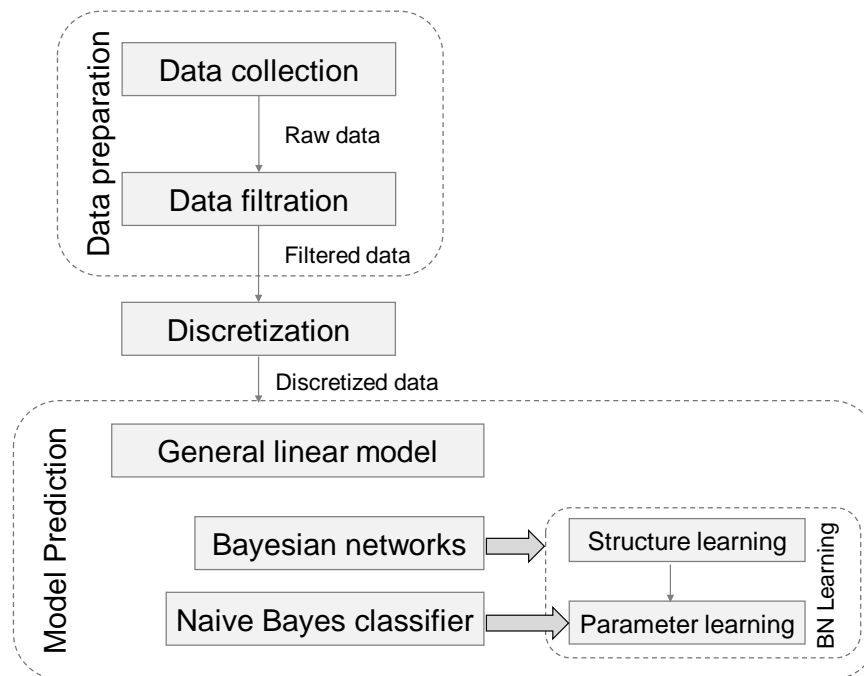 Data preparation
Data collection
Raw data
Data filtration
Filtered data
Discretization
Discretized data
Model Prediction
General linear model
Bayesian networks
Naive Bayes classifier
Structure learning
Parameter learning
BN Learning